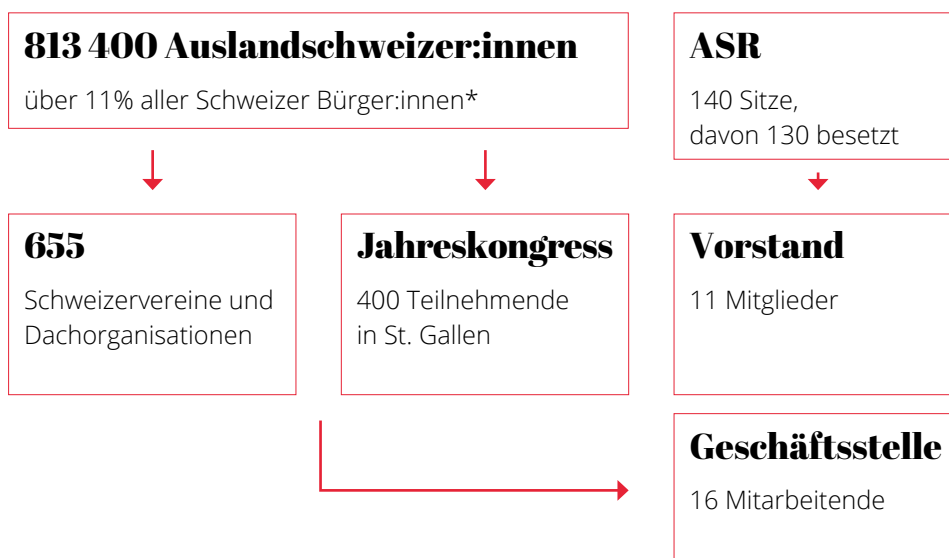 813 400 Auslandschweizer:innen
über 11% aller Schweizer Bürger:innen*
ASR
140 Sitze,
davon 130 besetzt
655
Schweizervereine und
Dachorganisationen
Jahreskongress
400 Teilnehmende
in St. Gallen
Vorstand
11 Mitglieder
Geschäftsstelle
16 Mitarbeitende